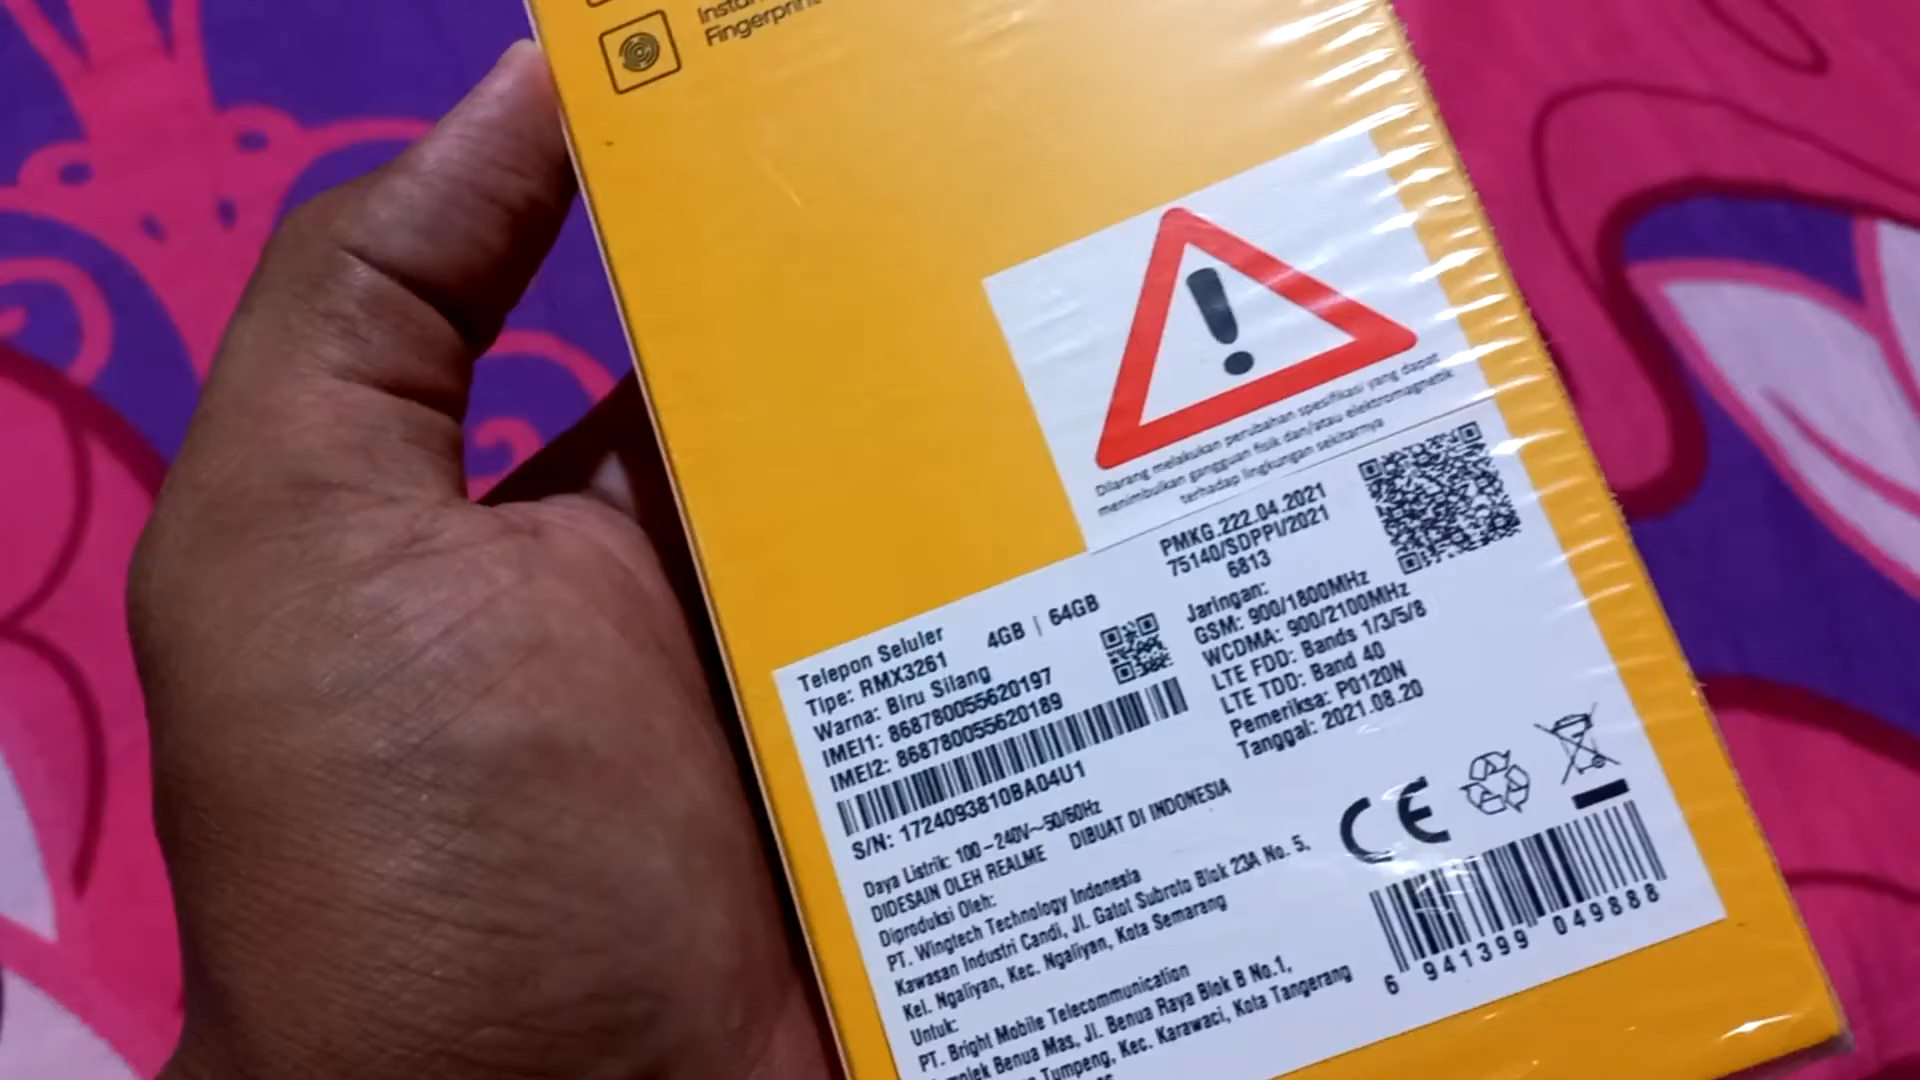 Fingerprint
Dilarang melakukan perubahan spesifikasi yang dapat
menimbulkan gangguan fisik dan/atau elektromagnetik
terhadap lingkungan sekitarnya
PMKG.222.04.2021
75140/SDPPI/2021
6813
Telepon Seluler
Tipe: RMX3261
4GB | 64GB
Warna: Biru Silang
IMEI1: 868780055620197
IMEI2: 868780055620189
S/N: 1724093810BA04U1
Jaringan:
GSM: 900/1800MHz
WCDMA: 900/2100MHz
LTE FDD: Bands 1/3/5/8
LTE TDD: Band 40
Pemeriksa: P0120N
Tanggal: 2021.08.20
Daya Listrik: 100-240V~50/60Hz
DIDESAIN OLEH REALME DIBUAT DI INDONESIA
Diproduksi Oleh:
PT. Wingtech Technology Indonesia
Kawasan Industri Candi, Jl. Gatot Subroto Blok 23A No. 5,
Kel. Ngaliyan, Kec. Ngaliyan, Kota Semarang
Untuk:
PT. Bright Mobile Telecommunication
Benua Mas, Jl. Benua Raya Blok B No.1,
Tumpeng, Kec. Karawaci, Kota Tangerang
CE
6 941399 049888